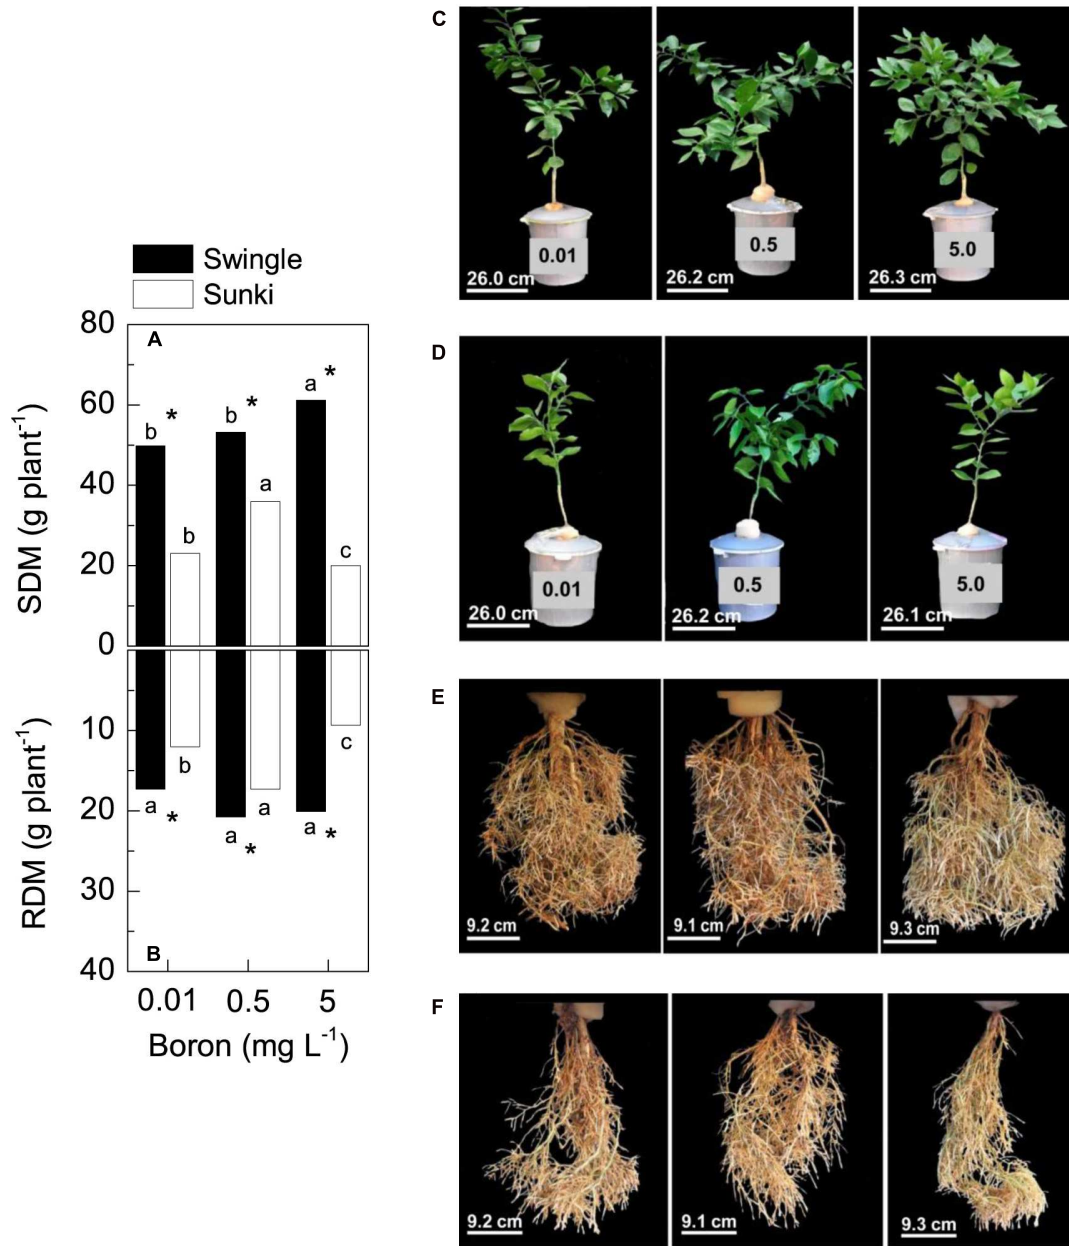 Swingle
Sunki
A
80
60
40
20
0
SDM (g plant⁻¹)
b *
b *
a *
b
a
c
10
20
30
40
RDM (g plant⁻¹)
a *
b
a *
a
a *
c
B
0.01 0.5 5
Boron (mg L⁻¹)
C
0.01
26.0 cm
0.5
26.2 cm
5.0
26.3 cm
D
0.01
26.0 cm
0.5
26.2 cm
5.0
26.1 cm
E
9.2 cm
9.1 cm
9.3 cm
F
9.2 cm
9.1 cm
9.3 cm